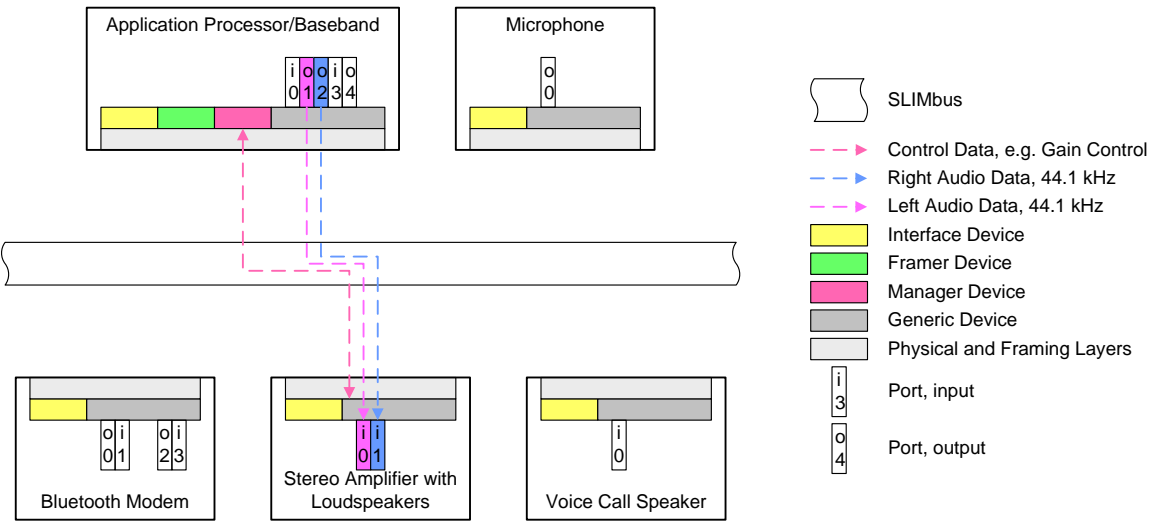 Application Processor/Baseband
i o o i o
0 1 2 3 4
Microphone
o
0
SLIMbus
Control Data, e.g. Gain Control
Right Audio Data, 44.1 kHz
Left Audio Data, 44.1 kHz
Interface Device
Framer Device
Manager Device
Generic Device
Physical and Framing Layers
i
3
Port, input
o
4
Port, output
o i o i
0 1 2 3
Bluetooth Modem
i i
0 1
Stereo Amplifier with
Loudspeakers
i
0
Voice Call Speaker